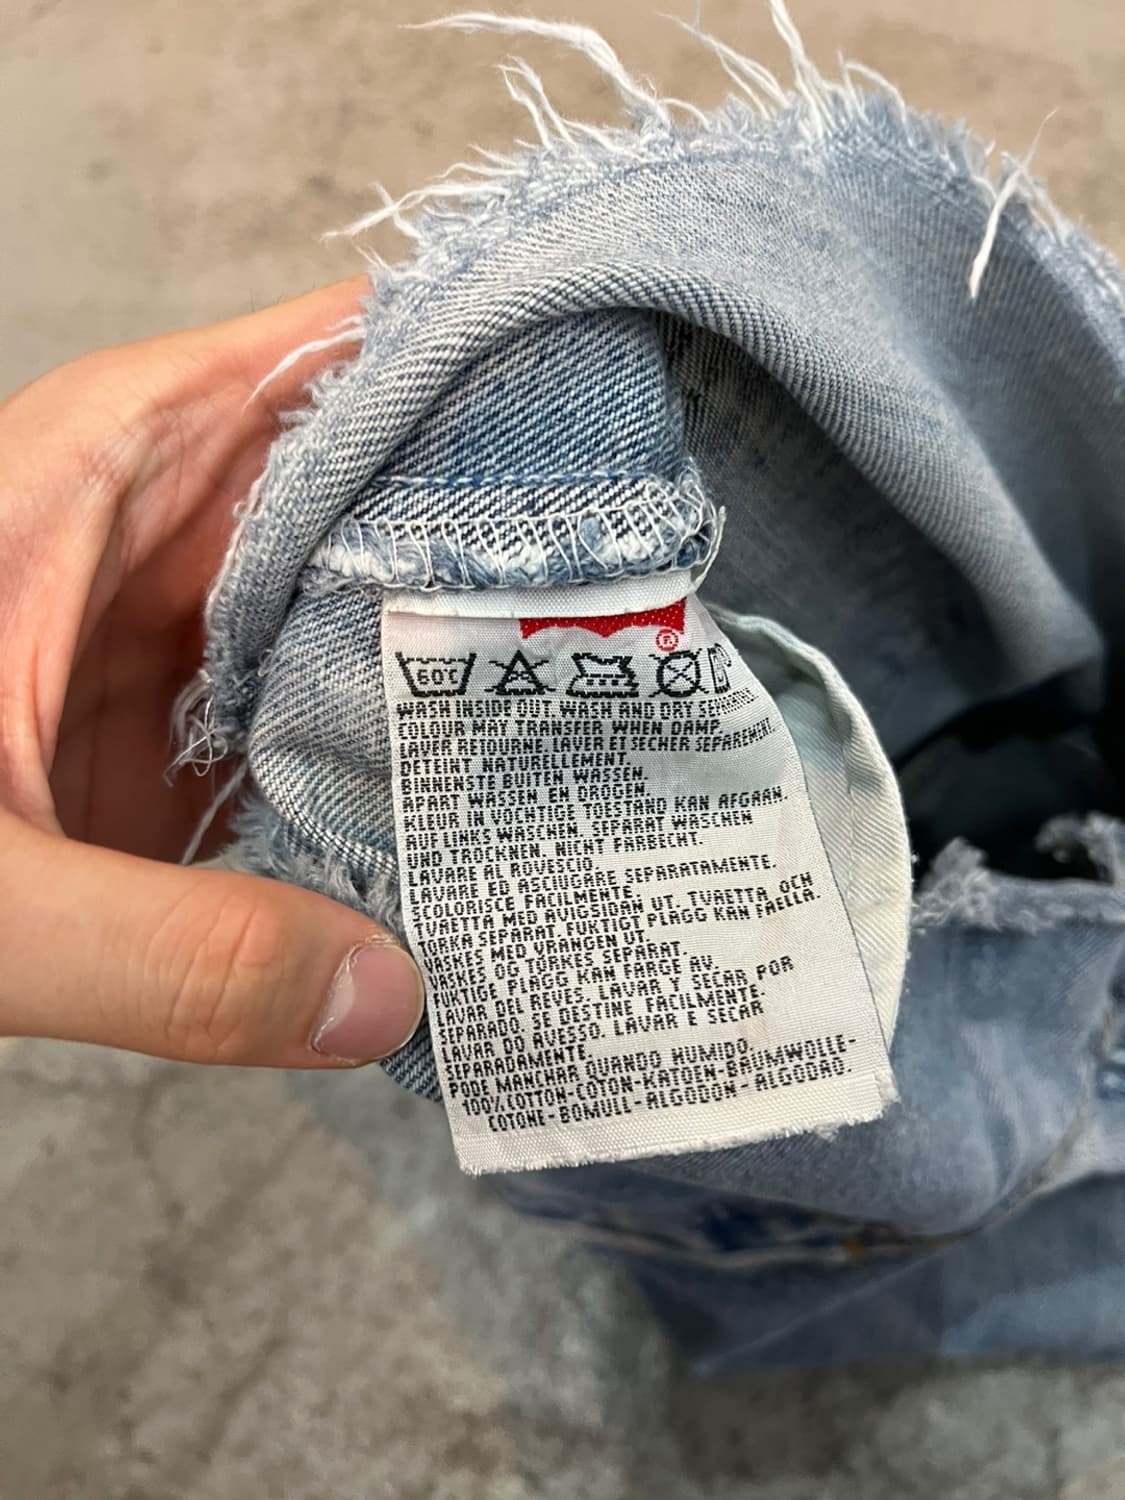 ®
60°C
WASH INSIDE OUT WASH AND DRY SEPARATELY.
COLOUR MAY TRANSFER WHEN DAMP.
LAVER RETOURNE. LAVER ET SECHER SEPAREMENT.
DETEINT NATURELLEMENT.
BINNENSTE BUITEN WASSEN.
APART WASSEN EN DROGEN.
KLEUR IN VOCHTIGE TOESTAND KAN AFGAAN.
AUF LINKS WASCHEN. SEPARAT WASCHEN
UND TROCKNEN. NICHT FARBECHT.
LAVARE AL ROVESCIO.
LAVARE ED ASCIUGARE SEPARATAMENTE.
SCOLORISCE FACILMENTE.
TVAETTA MED AVIGSIDAN UT. TVAETTA OCH
TORKA SEPARAT. FUKTIGT PLAGG KAN FAELLA.
VASKES MED VRANGEN UT.
VASKES OG TORKES SEPARAT.
FUKTIGE PLAGG KAN FARGE AV.
LAVAR DEL REVES. LAVAR Y SECAR POR
SEPARADO. SE DESTINE FACILMENTE.
LAVAR DO AVESSO. LAVAR E SECAR
SEPARADAMENTE.
PODE MANCHAR QUANDO HUMIDO.
100% COTTON-COTON-KATOEN-BAUMWOLLE-
COTONE-BOMULL-ALGODON-ALGODAO.